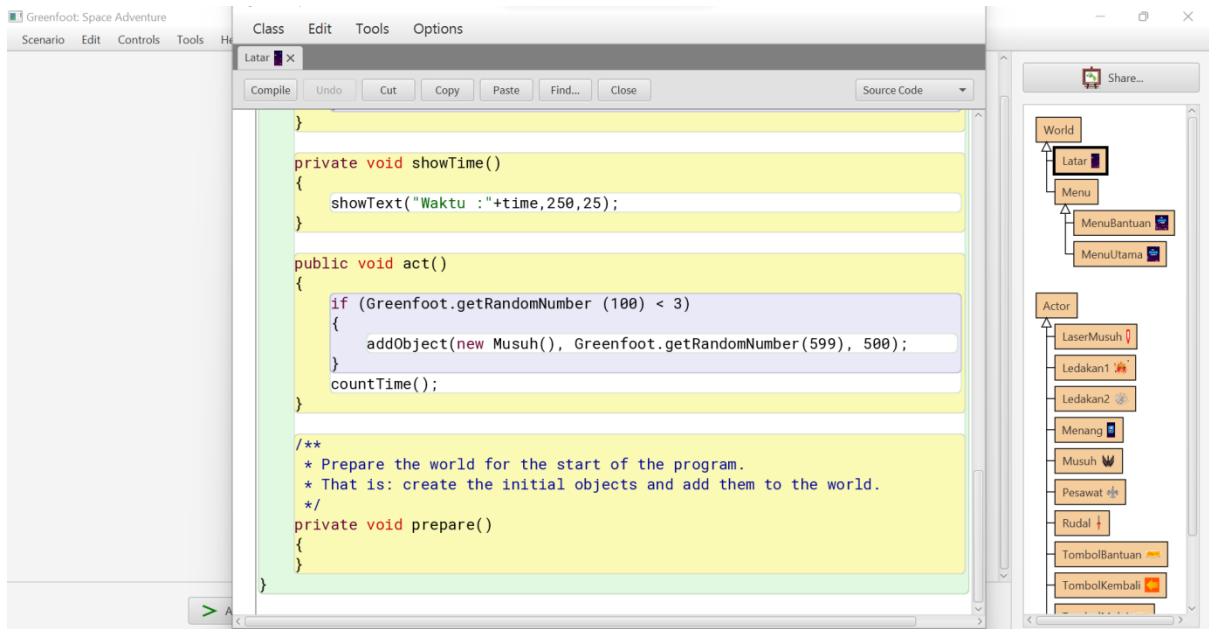 Greenfoot: Space Adventure
Scenario Edit Controls Tools He
Class Edit Tools Options
Latar
Compile Undo Cut Copy Paste Find... Close Source Code
}
private void showTime()
{
showText("Waktu :"+time,250,25);
}
public void act()
{
if (Greenfoot.getRandomNumber (100) < 3)
{
addObject(new Musuh(), Greenfoot.getRandomNumber(599), 500);
}
countTime();
}
/**
* Prepare the world for the start of the program.
* That is: create the initial objects and add them to the world.
*/
private void prepare()
{
}
}
A
Share...
World
Latar
Menu
MenuBantuan
MenuUtama
Actor
LaserMusuh
Ledakan1
Ledakan2
Menang
Musuh
Pesawat
Rudal
TombolBantuan
TombolKembali